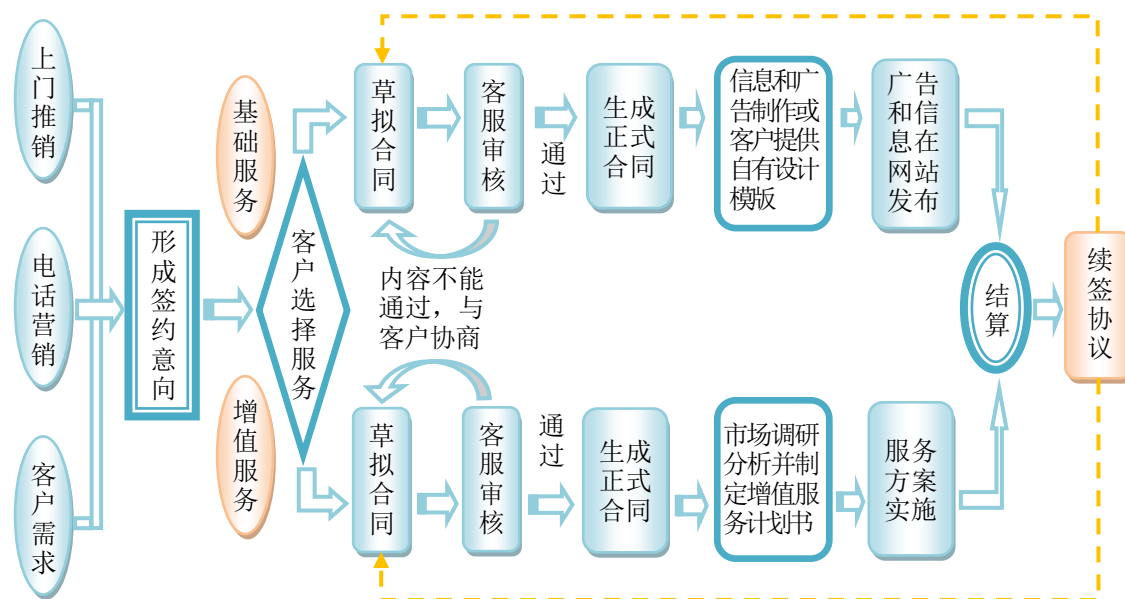 上门推销
电话营销
客户需求
形成签约意向
基础服务
客户选择服务
增值服务
草拟合同
客服审核
通过
生成
正式
合同
信息和广
告制作或
客户提供
自有设计
模版
广告
和信
息在
网站
发布
内容不能
通过，与
客户协商
草拟合同
客服审核
通过
生成
正式
合同
市场调研
分析并制
定增值服
务计划书
服务
方案
实施
结算
续签协议